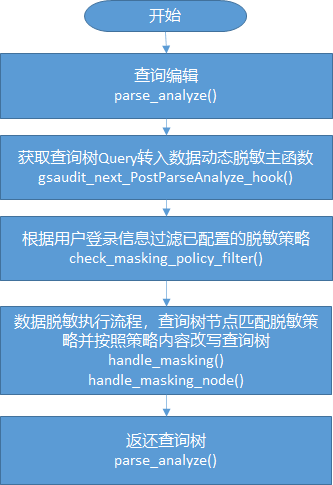 开始
查询编辑
parse_analyze()
获取查询树Query转入数据动态脱敏主函数
gsaudit_next_PostParseAnalyze_hook()
根据用户登录信息过滤已配置的脱敏策略
check_masking_policy_filter()
数据脱敏执行流程，查询树节点匹配脱敏策
略并按照策略内容改写查询树
handle_masking()
handle_masking_node()
返还查询树
parse_analyze()